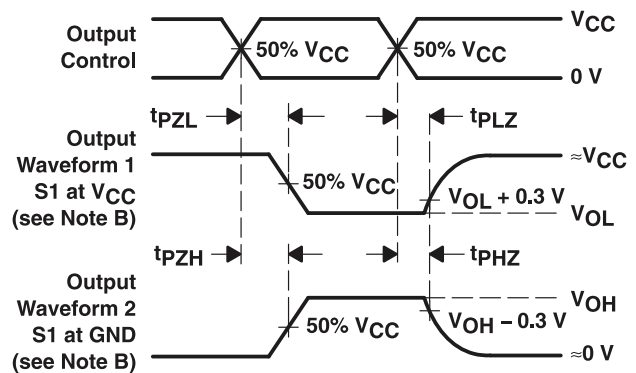 Output
Control
50% VCC
50% VCC
VCC
0 V
tPZL
tPLZ
Output
Waveform 1
S1 at VCC
(see Note B)
50% VCC
≈VCC
VOL + 0.3 V
VOL
tPZH
tPHZ
Output
Waveform 2
S1 at GND
(see Note B)
50% VCC
VOH
VOH – 0.3 V
≈0 V